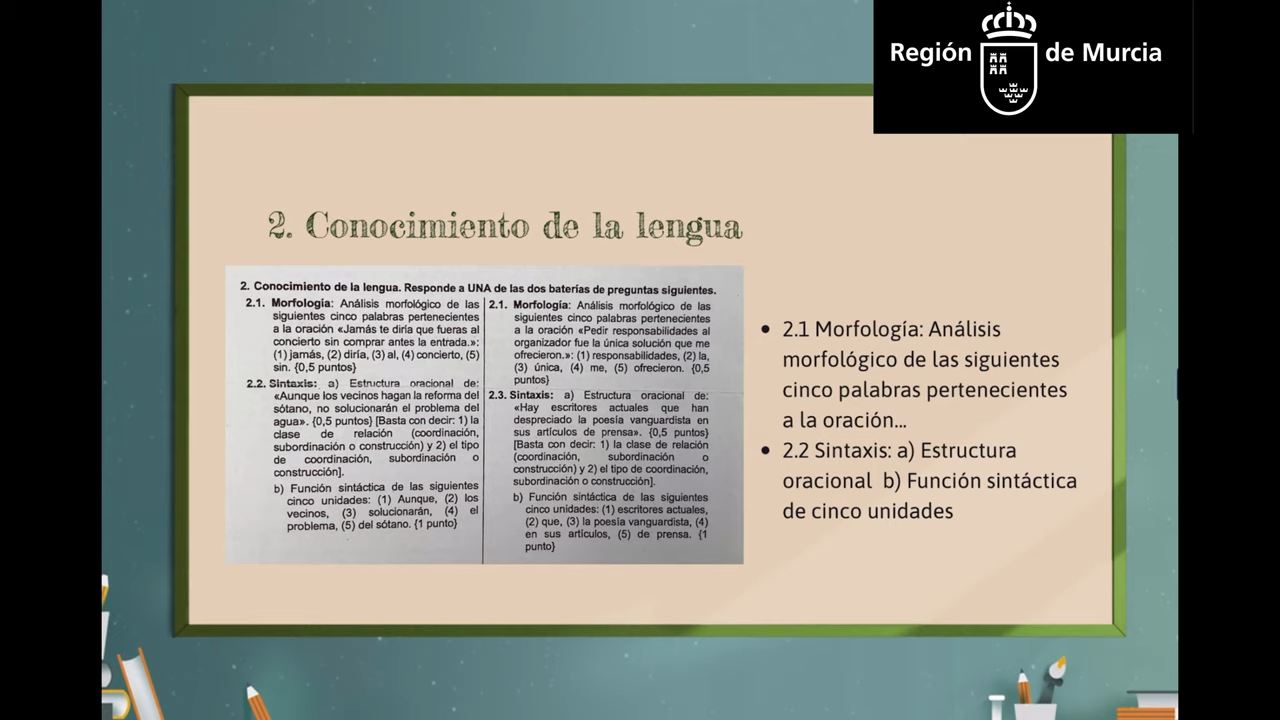 Región de Murcia
2. Conocimiento de la lengua
2. Conocimiento de la lengua. Responde a UNA de las dos baterías de preguntas siguientes.
2.1. Morfología: Análisis morfológico de las
siguientes cinco palabras pertenecientes
a la oración «Jamás te diría que fueras al
concierto sin comprar antes la entrada.»:
(1) jamás, (2) diría, (3) al, (4) concierto, (5)
sin. {0,5 puntos}
2.2. Sintaxis: a) Estructura oracional de:
«Aunque los vecinos hagan la reforma del
sótano, no solucionarán el problema del
agua». {0,5 puntos} [Basta con decir: 1) la
clase de relación (coordinación,
subordinación o construcción) y 2) el tipo
de coordinación, subordinación o
construcción].
b) Función sintáctica de las siguientes
cinco unidades: (1) Aunque, (2) los
vecinos, (3) solucionarán, (4) el
problema, (5) del sótano. {1 punto}
2.1. Morfología: Análisis morfológico de las
siguientes cinco palabras pertenecientes
a la oración «Pedir responsabilidades al
organizador fue la única solución que me
ofrecieron.»: (1) responsabilidades, (2) la,
(3) única, (4) me, (5) ofrecieron. {0,5
puntos}
2.3. Sintaxis: a) Estructura oracional de:
«Hay escritores actuales que han
despreciado la poesía vanguardista en
sus artículos de prensa». {0,5 puntos}
[Basta con decir: 1) la clase de relación
(coordinación, subordinación o
construcción) y 2) el tipo de coordinación,
subordinación o construcción].
b) Función sintáctica de las siguientes
cinco unidades: (1) escritores actuales,
(2) que, (3) la poesía vanguardista, (4)
en sus artículos, (5) de prensa. {1
punto}
• 2.1 Morfología: Análisis
morfológico de las siguientes
cinco palabras pertenecientes
a la oración...
• 2.2 Sintaxis: a) Estructura
oracional b) Función sintáctica
de cinco unidades